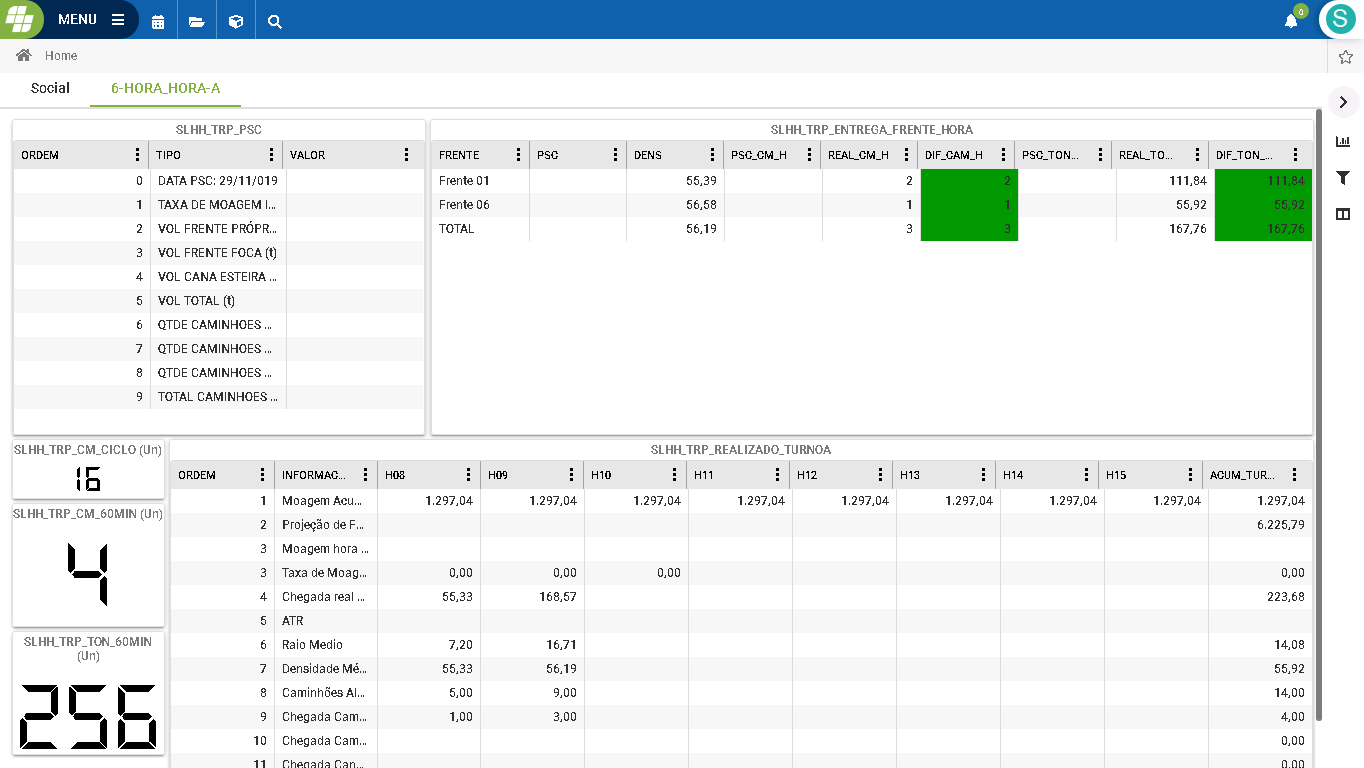 MENU
0
S
Home
Social 6-HORA_HORA-A
SLHH_TRP_PSC
ORDEM TIPO VALOR
0 DATA PSC: 29/11/019
1 TAXA DE MOAGEM I...
2 VOL FRENTE PRÓPR...
3 VOL FRENTE FOCA (t)
4 VOL CANA ESTEIRA ...
5 VOL TOTAL (t)
6 QTDE CAMINHOES ...
7 QTDE CAMINHOES ...
8 QTDE CAMINHOES ...
9 TOTAL CAMINHOES ...
SLHH_TRP_ENTREGA_FRENTE_HORA
FRENTE PSC DENS PSC_CM_H REAL_CM_H DIF_CAM_H PSC_TON... REAL_TO... DIF_TON_...
Frente 01 55,39 2 2 111,84 111,84
Frente 06 56,58 1 1 55,92 55,92
TOTAL 56,19 3 3 167,76 167,76
SLHH_TRP_CM_CICLO (Un)
16
SLHH_TRP_CM_60MIN (Un)
4
SLHH_TRP_TON_60MIN
(Un)
256
SLHH_TRP_REALIZADO_TURNOA
ORDEM INFORMAC... H08 H09 H10 H11 H12 H13 H14 H15 ACUM_TUR...
1 Moagem Acu... 1.297,04 1.297,04 1.297,04 1.297,04 1.297,04 1.297,04 1.297,04 1.297,04 1.297,04
2 Projeção de F... 6.225,79
3 Moagem hora ...
3 Taxa de Moag... 0,00 0,00 0,00 0,00
4 Chegada real ... 55,33 168,57 223,68
5 ATR
6 Raio Medio 7,20 16,71 14,08
7 Densidade Mé... 55,33 56,19 55,92
8 Caminhões Al... 5,00 9,00 14,00
9 Chegada Cam... 1,00 3,00 4,00
10 Chegada Cam... 0,00
11 Chegada Cam... 0,00